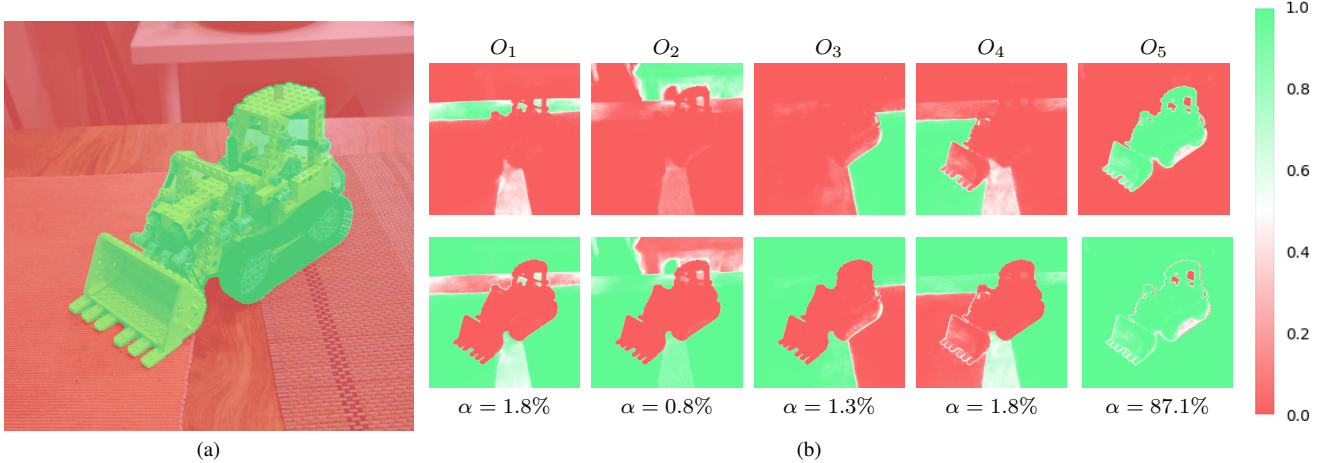 O₁ O₂ O₃ O₄ O₅
1.0
0.8
0.6
0.4
0.2
0.0
α = 1.8% α = 0.8% α = 1.3% α = 1.8% α = 87.1%
(a) (b)